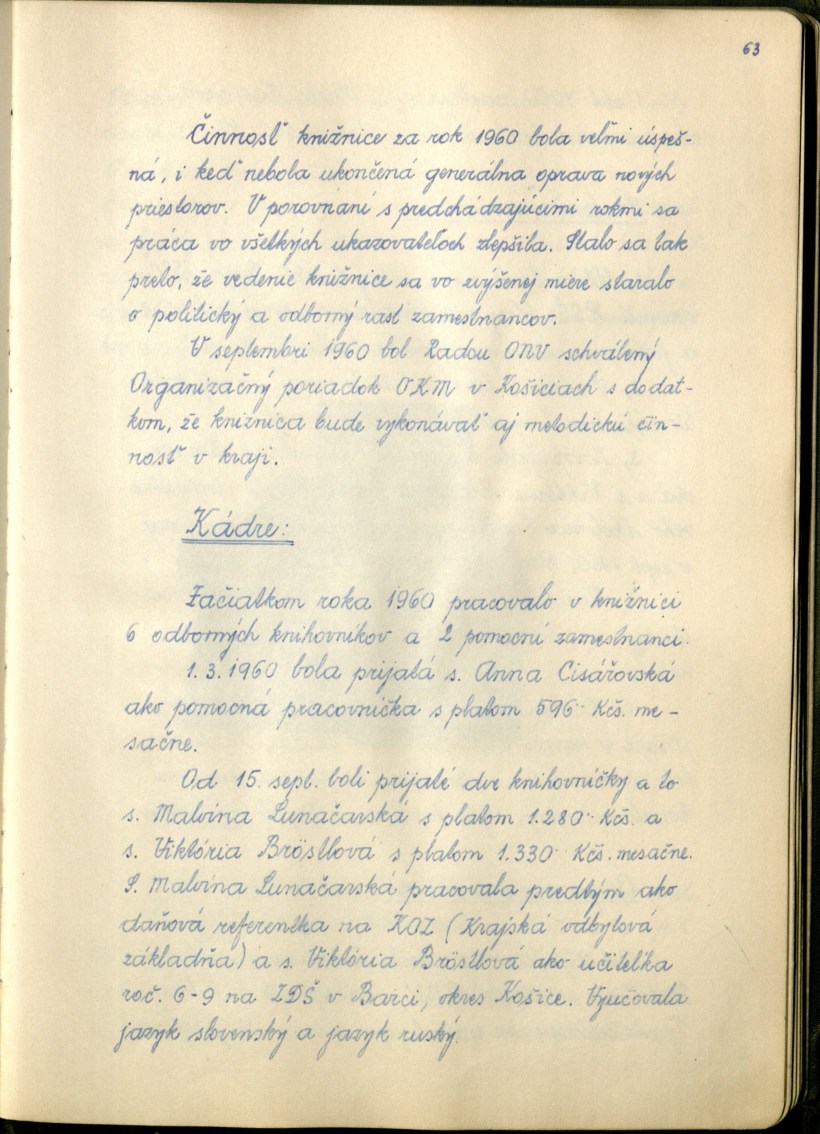 63
Činnosť knižnice za rok 1960 bola veľmi úspeš-
ná, i keď nebola ukončená generálna oprava nových
priestorov. V porovnaní s predchádzajúcimi rokmi sa
práca vo všetkých ukazovateľoch zlepšila. Stalo sa tak
preto, že vedenie knižnice sa vo zvýšenej miere staralo
o politický a odborný rast zamestnancov.
V septembri 1960 bol Radou ONV schválený
Organizačný poriadok OKM v Košiciach s dodat-
kom, že knižnica bude vykonávať aj metodickú čin-
nosť v kraji.
Kádre:
Začiatkom roka 1960 pracovalo v knižnici
6 odborných knihovníkov a 2 pomocní zamestnanci.
1. 3. 1960 bola prijatá s. Anna Cisářovská
ako pomocná pracovníčka s platom 596·- Kčs. me-
sačne.
Od 15. sept. boli prijaté dve knihovníčky a to
s. Malvína Lunačarská s platom 1.280·- Kčs. a
s. Viktória Bröstlová s platom 1.330·- Kčs. mesačne.
S. Malvína Lunačarská pracovala predtým ako
daňová referentka na KOZ (Krajská odbytová
základňa) a s. Viktória Bröstlová ako učiteľka
roč. 6-9 na ZDŠ v Barci, okres Košice. Vyučovala
jazyk slovenský a jazyk ruský.